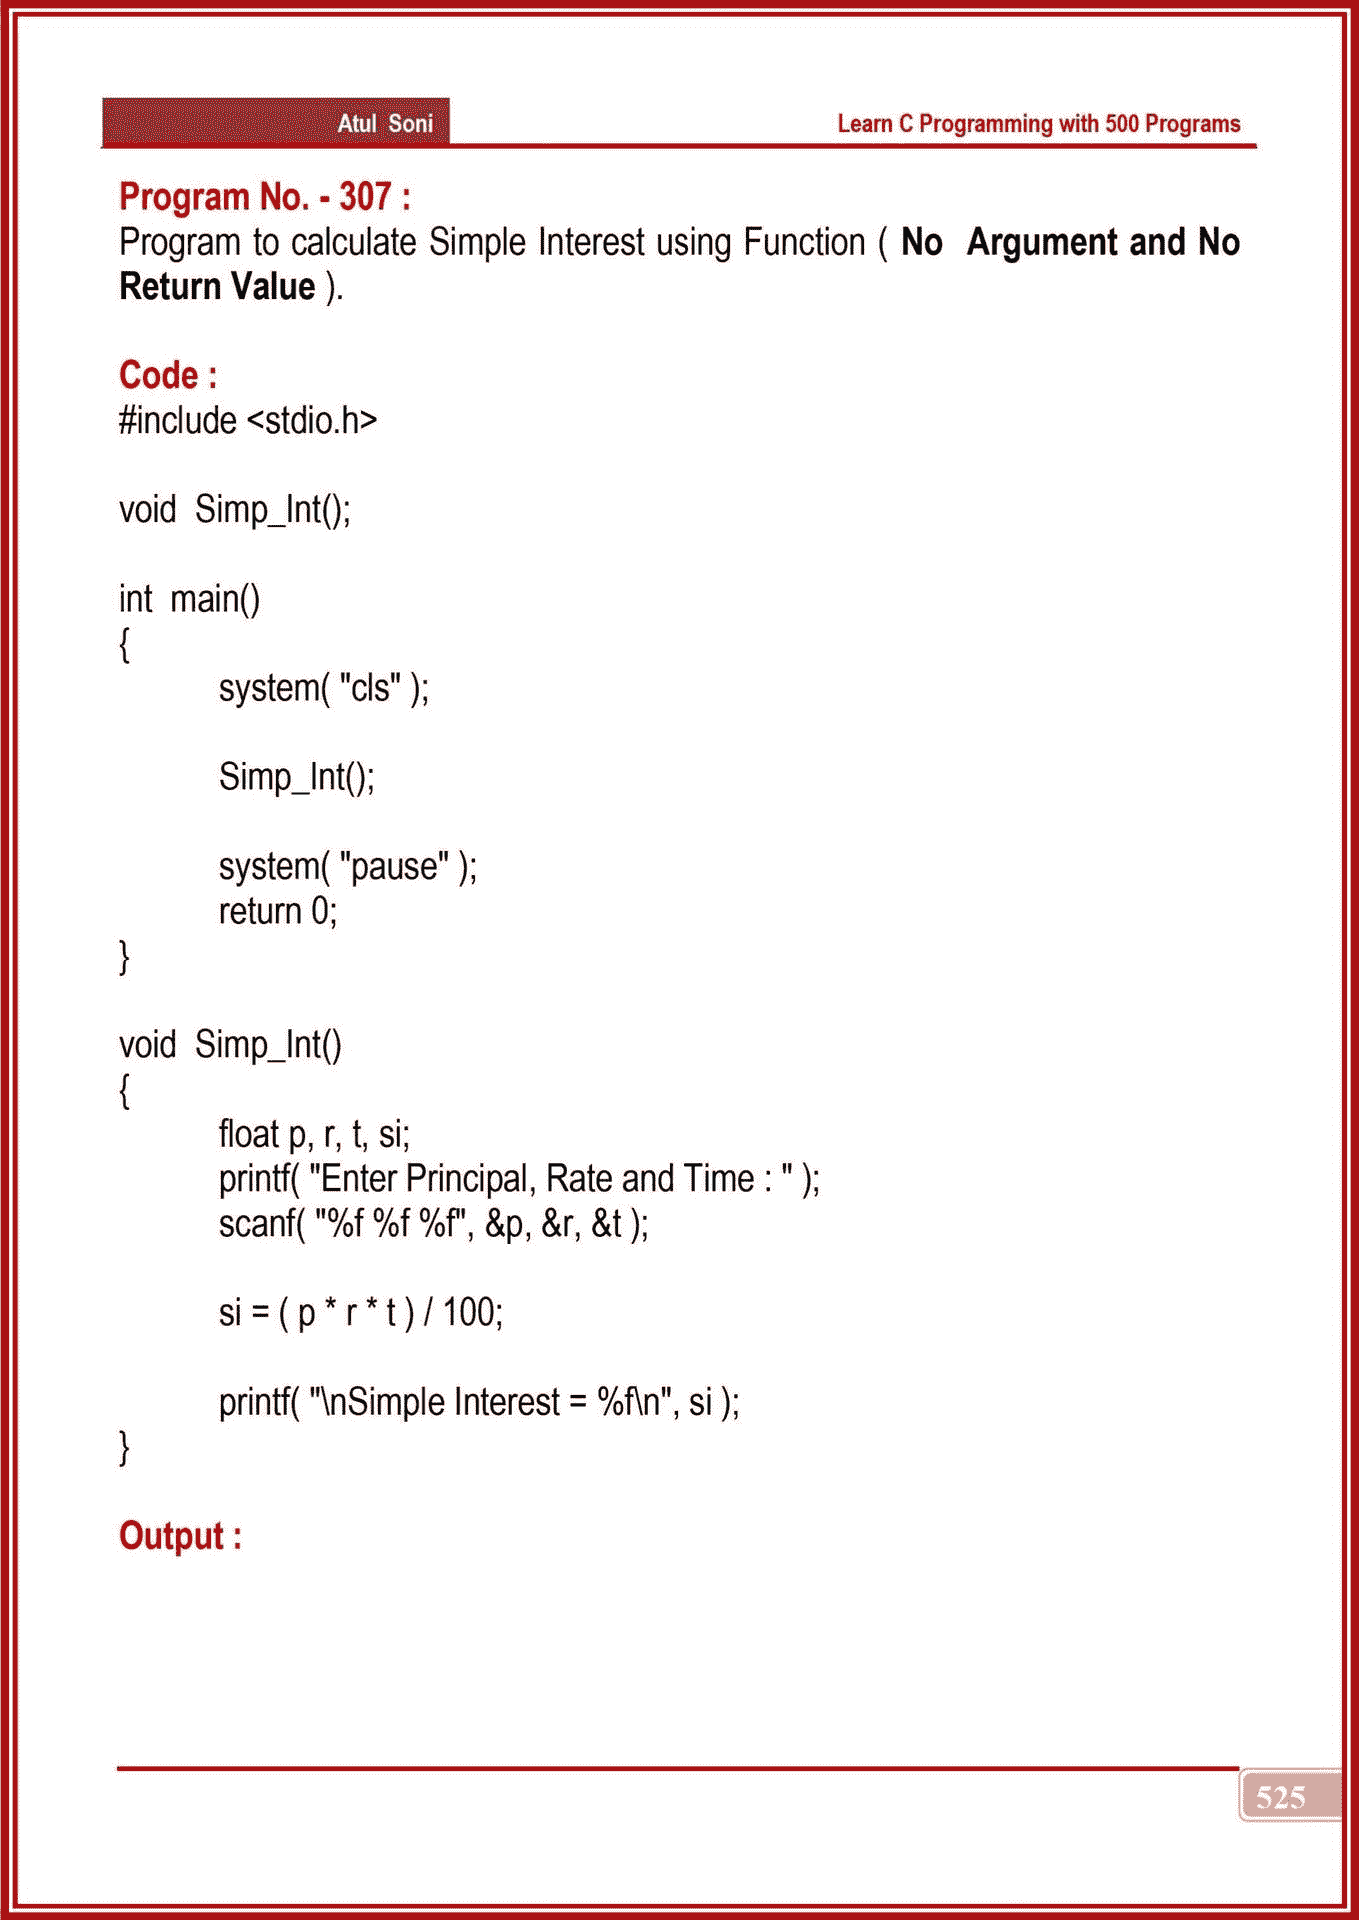 Atul Soni
Learn C Programming with 500 Programs
Program No. - 307 :
Program to calculate Simple Interest using Function ( No Argument and No
Return Value ).
Code :
#include <stdio.h>
void Simp_Int();
int main()
{
system( "cls" );
Simp_Int();
system( "pause" );
return 0;
}
void Simp_Int()
{
float p, r, t, si;
printf( "Enter Principal, Rate and Time : " );
scanf( "%f %f %f", &p, &r, &t );
si = ( p * r * t ) / 100;
printf( "\nSimple Interest = %f\n", si );
}
Output :
525